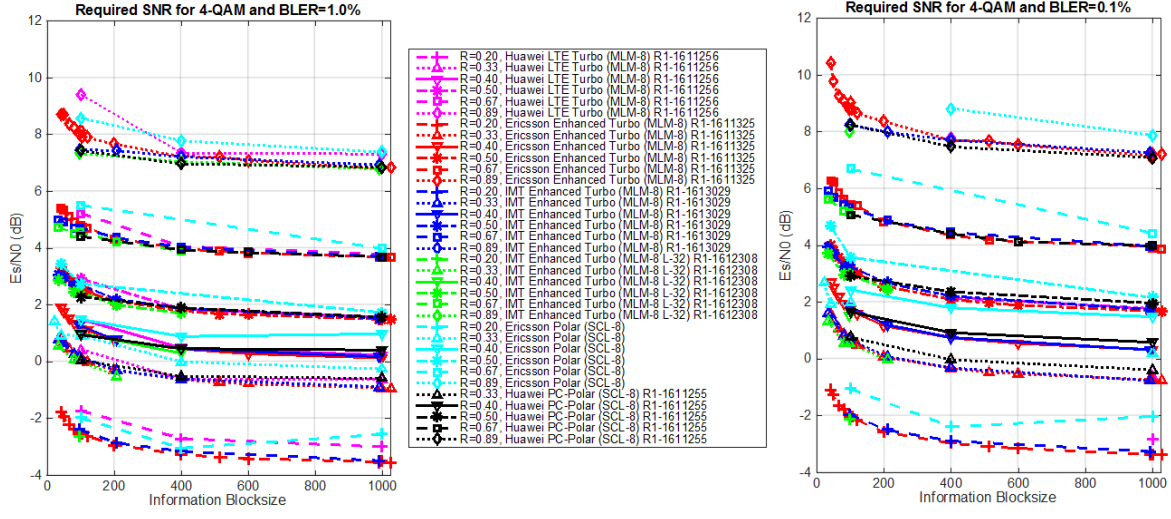 Required SNR for 4-QAM and BLER=1.0%
12
10
8
6
4
2
0
-2
-4
Es/N0 (dB)
0
200
400
600
800
1000
Information Blocksize
R=0.20, Huawei LTE Turbo (MLM-8) R1-1611256
R=0.33, Huawei LTE Turbo (MLM-8) R1-1611256
R=0.40, Huawei LTE Turbo (MLM-8) R1-1611256
R=0.50, Huawei LTE Turbo (MLM-8) R1-1611256
R=0.67, Huawei LTE Turbo (MLM-8) R1-1611256
R=0.89, Huawei LTE Turbo (MLM-8) R1-1611256
R=0.20, Ericsson Enhanced Turbo (MLM-8) R1-1611325
R=0.33, Ericsson Enhanced Turbo (MLM-8) R1-1611325
R=0.40, Ericsson Enhanced Turbo (MLM-8) R1-1611325
R=0.50, Ericsson Enhanced Turbo (MLM-8) R1-1611325
R=0.67, Ericsson Enhanced Turbo (MLM-8) R1-1611325
R=0.89, Ericsson Enhanced Turbo (MLM-8) R1-1611325
R=0.20, IMT Enhanced Turbo (MLM-8) R1-1613029
R=0.33, IMT Enhanced Turbo (MLM-8) R1-1613029
R=0.40, IMT Enhanced Turbo (MLM-8) R1-1613029
R=0.50, IMT Enhanced Turbo (MLM-8) R1-1613029
R=0.67, IMT Enhanced Turbo (MLM-8) R1-1613029
R=0.89, IMT Enhanced Turbo (MLM-8) R1-1613029
R=0.20, IMT Enhanced Turbo (MLM-8 L-32) R1-1612308
R=0.33, IMT Enhanced Turbo (MLM-8 L-32) R1-1612308
R=0.40, IMT Enhanced Turbo (MLM-8 L-32) R1-1612308
R=0.50, IMT Enhanced Turbo (MLM-8 L-32) R1-1612308
R=0.67, IMT Enhanced Turbo (MLM-8 L-32) R1-1612308
R=0.89, IMT Enhanced Turbo (MLM-8 L-32) R1-1612308
R=0.20, Ericsson Polar (SCL-8)
R=0.33, Ericsson Polar (SCL-8)
R=0.40, Ericsson Polar (SCL-8)
R=0.50, Ericsson Polar (SCL-8)
R=0.67, Ericsson Polar (SCL-8)
R=0.89, Ericsson Polar (SCL-8)
R=0.33, Huawei PC-Polar (SCL-8) R1-1611255
R=0.40, Huawei PC-Polar (SCL-8) R1-1611255
R=0.50, Huawei PC-Polar (SCL-8) R1-1611255
R=0.67, Huawei PC-Polar (SCL-8) R1-1611255
R=0.89, Huawei PC-Polar (SCL-8) R1-1611255
Required SNR for 4-QAM and BLER=0.1%
12
10
8
6
4
2
0
-2
-4
Es/N0 (dB)
0
200
400
600
800
1000
Information Blocksize